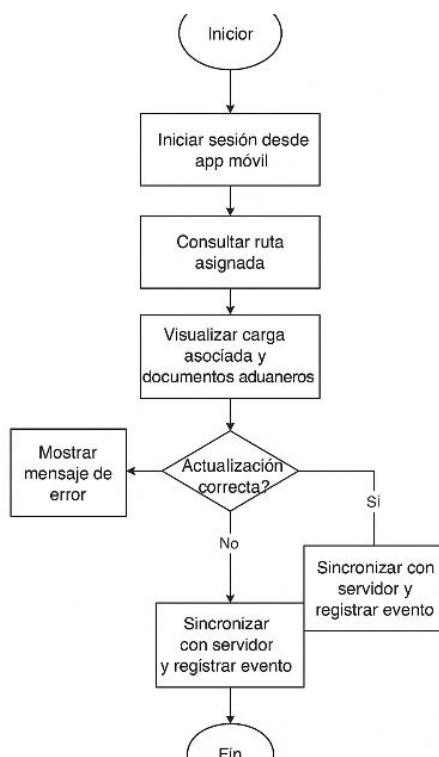 Inicior
Iniciar sesión desde
app móvil
Consultar ruta
asignada
Visualizar carga
asociada y
documentos aduaneros
Actualización
correcta?
Mostrar
mensaje de
error
Sí
No
Sincronizar con
servidor y
registrar evento
Sincronizar
con servidor
y registrar evento
Fin